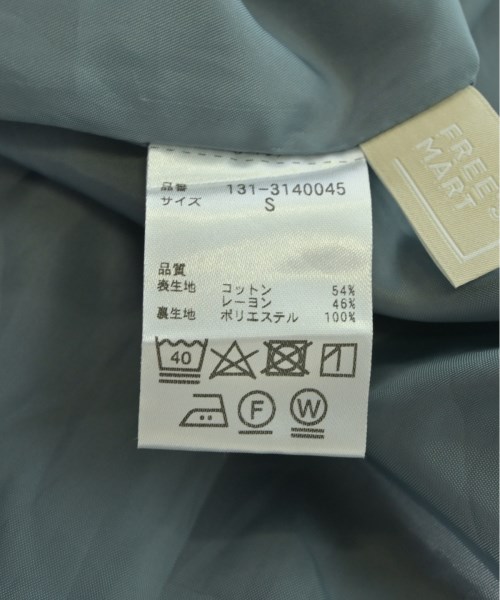 品番 131-3140045
サイズ S
品質
表生地 コットン 54%
レーヨン 46%
裏生地 ポリエステル 100%
40
F W
FREE'S
MART